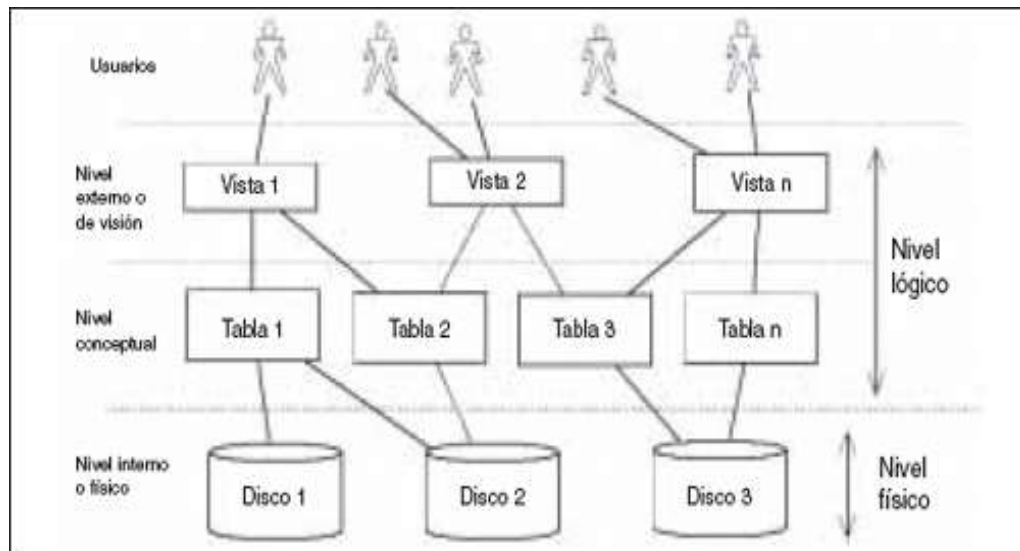 Usuarios
Nivel
externo o
de visión
Vista 1
Vista 2
Vista n
Nivel
lógico
Nivel
conceptual
Tabla 1
Tabla 2
Tabla 3
Tabla n
Nivel interno
o físico
Disco 1
Disco 2
Disco 3
Nivel
físico